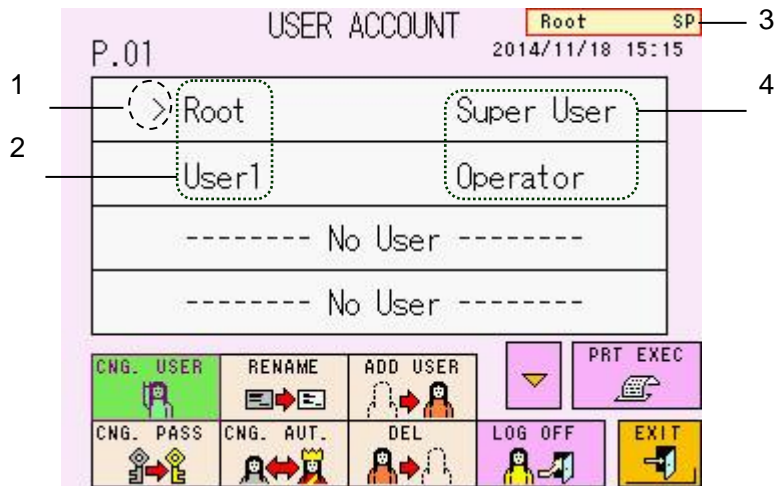 USER ACCOUNT
Root SP
3
P.01
2014/11/18 15:15
1
> Root Super User
4
2
User1 Operator
-------- No User --------
-------- No User --------
CNG. USER RENAME ADD USER PRT EXEC
CNG. PASS CNG. AUT. DEL LOG OFF EXIT